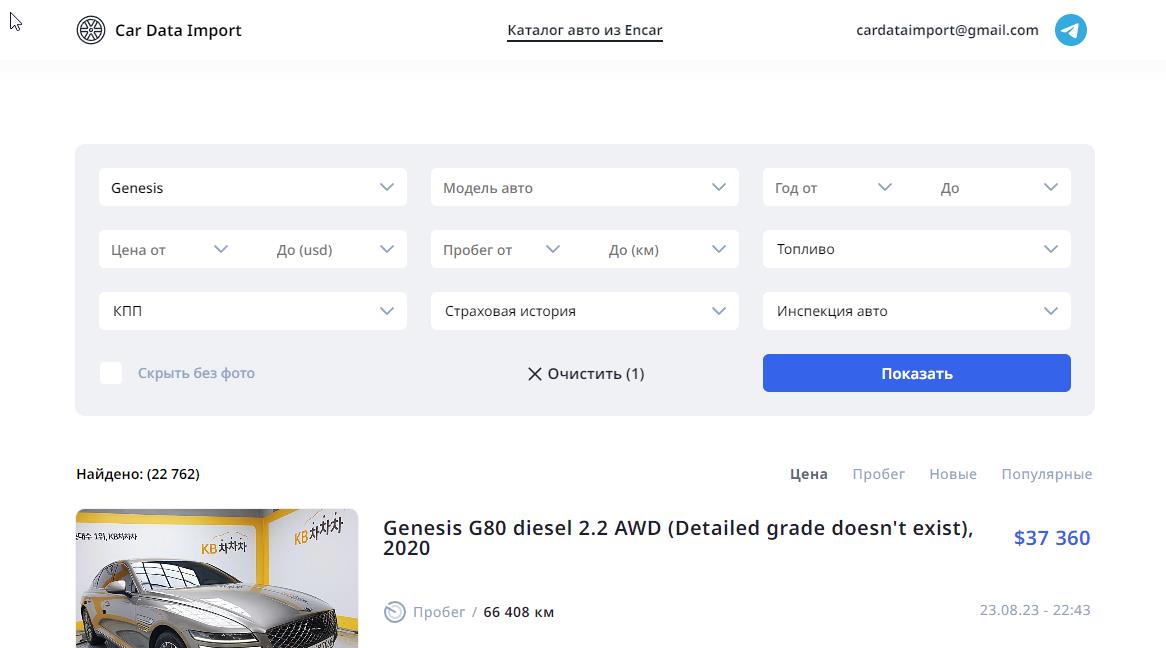 Car Data Import
Каталог авто из Encar
cardataimport@gmail.com
Genesis
Модель авто
Год от
До
Цена от
До (usd)
Пробег от
До (км)
Топливо
КПП
Страховая история
Инспекция авто
Скрыть без фото
Очистить (1)
Показать
Найдено: (22 762)
Цена
Пробег
Новые
Популярные
KB차차차
KB차차차
Genesis G80 diesel 2.2 AWD (Detailed grade doesn't exist),
2020
$37 360
Пробег / 66 408 км
23.08.23 - 22:43